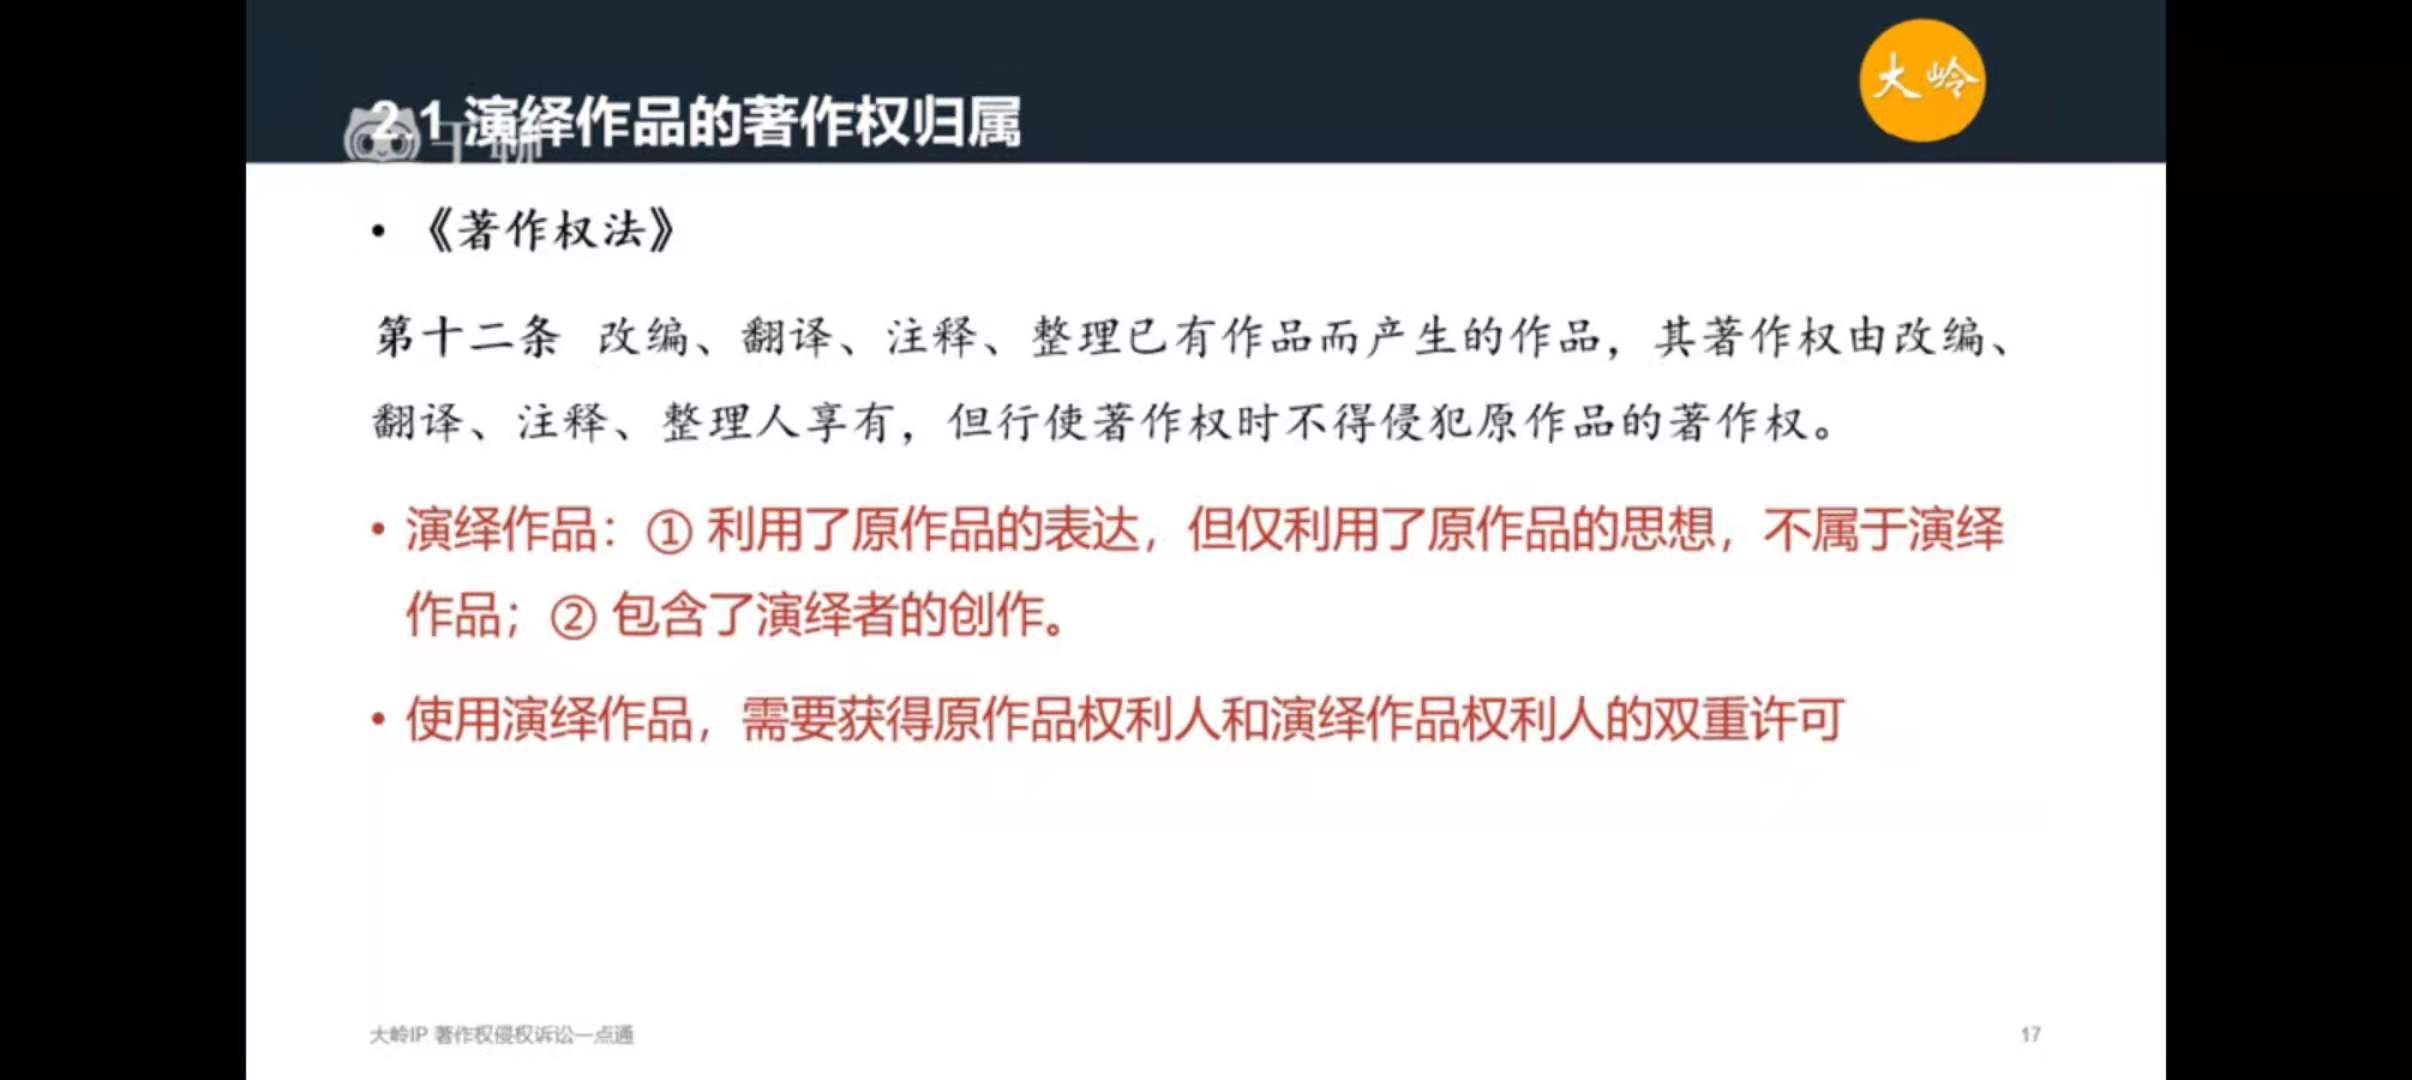 大岭
2.1 演绎作品的著作权归属
千聊
• 《著作权法》
第十二条 改编、翻译、注释、整理已有作品而产生的作品，其著作权由改编、
翻译、注释、整理人享有，但行使著作权时不得侵犯原作品的著作权。
• 演绎作品：① 利用了原作品的表达，但仅利用了原作品的思想，不属于演绎
作品；② 包含了演绎者的创作。
• 使用演绎作品，需要获得原作品权利人和演绎作品权利人的双重许可
大岭IP 著作权侵权诉讼一点通
17